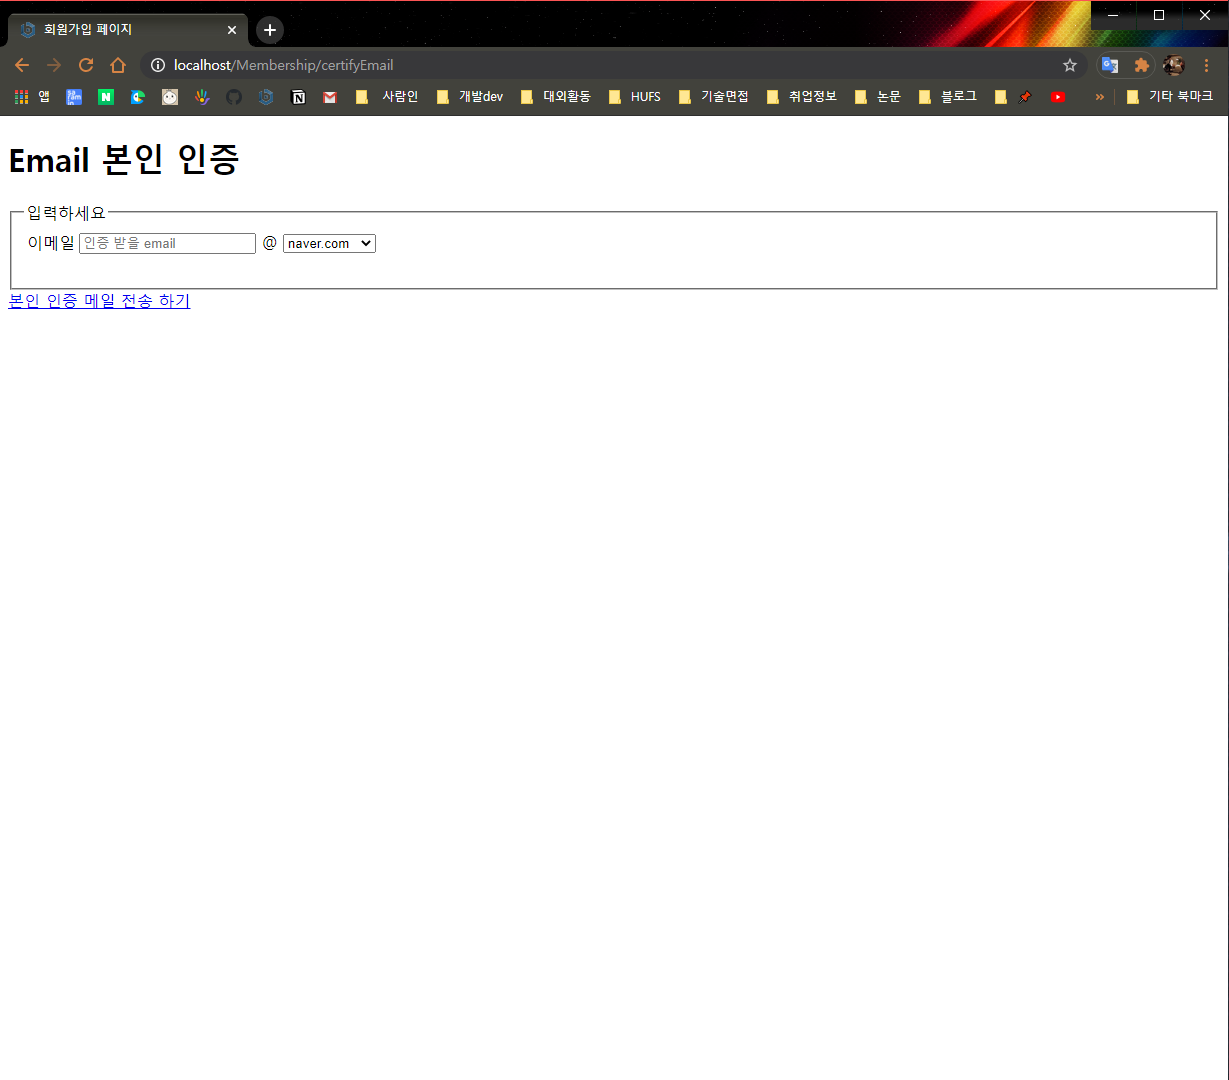 회원가입 페이지
localhost/Membership/certifyEmail
앱 사람인 개발dev 대외활동 HUFS 기술면접 취업정보 논문 블로그 » 기타 북마크
Email 본인 인증
입력하세요
이메일 인증 받을 email @ naver.com
본인 인증 메일 전송 하기